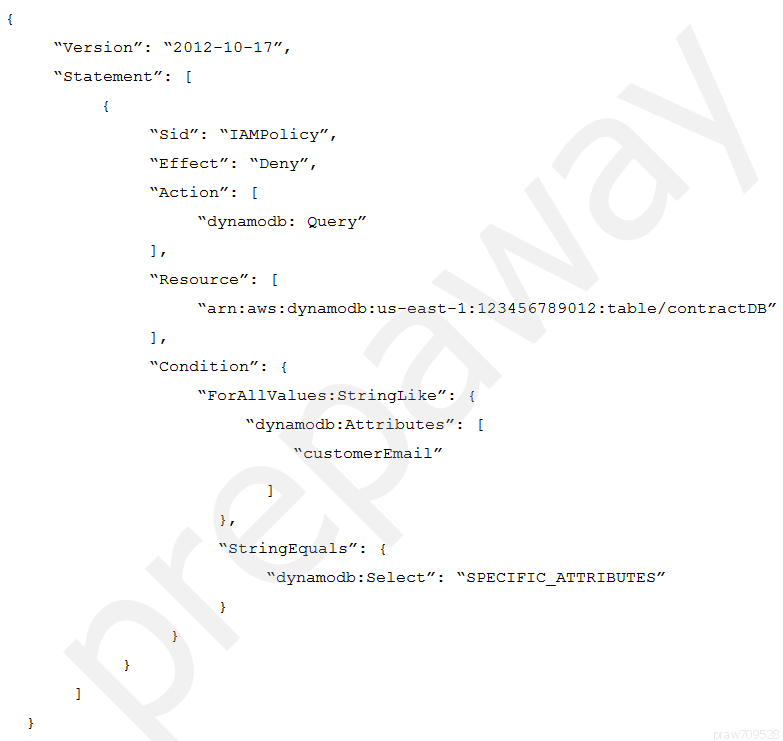 {
“Version”: “2012-10-17”,
“Statement”: [
{
“Sid”: “IAMPolicy”,
“Effect”: “Deny”,
“Action”: [
“dynamodb: Query”
],
“Resource”: [
“arn:aws:dynamodb:us-east-1:123456789012:table/contractDB”
],
“Condition”: {
“ForAllValues:StringLike”: {
“dynamodb:Attributes”: [
“customerEmail”
]
},
“StringEquals”: {
“dynamodb:Select”: “SPECIFIC_ATTRIBUTES”
}
}
}
]
}
prepaway
praw709528